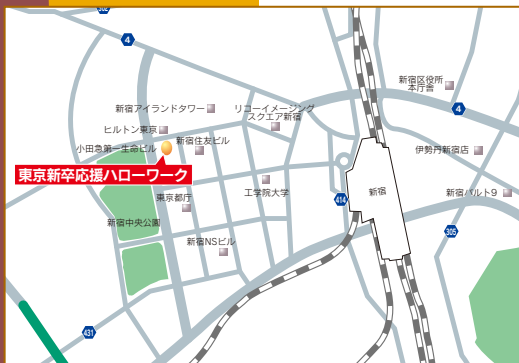 302
4
新宿区役所
本庁舎
新宿アイランドタワー
リコーイメージング
スクエア新宿
4
ヒルトン東京
小田急第一生命ビル
新宿住友ビル
伊勢丹新宿店
東京新卒応援ハローワーク
工学院大学
新宿
新宿バルト9
東京都庁
414
新宿中央公園
305
新宿NSビル
431